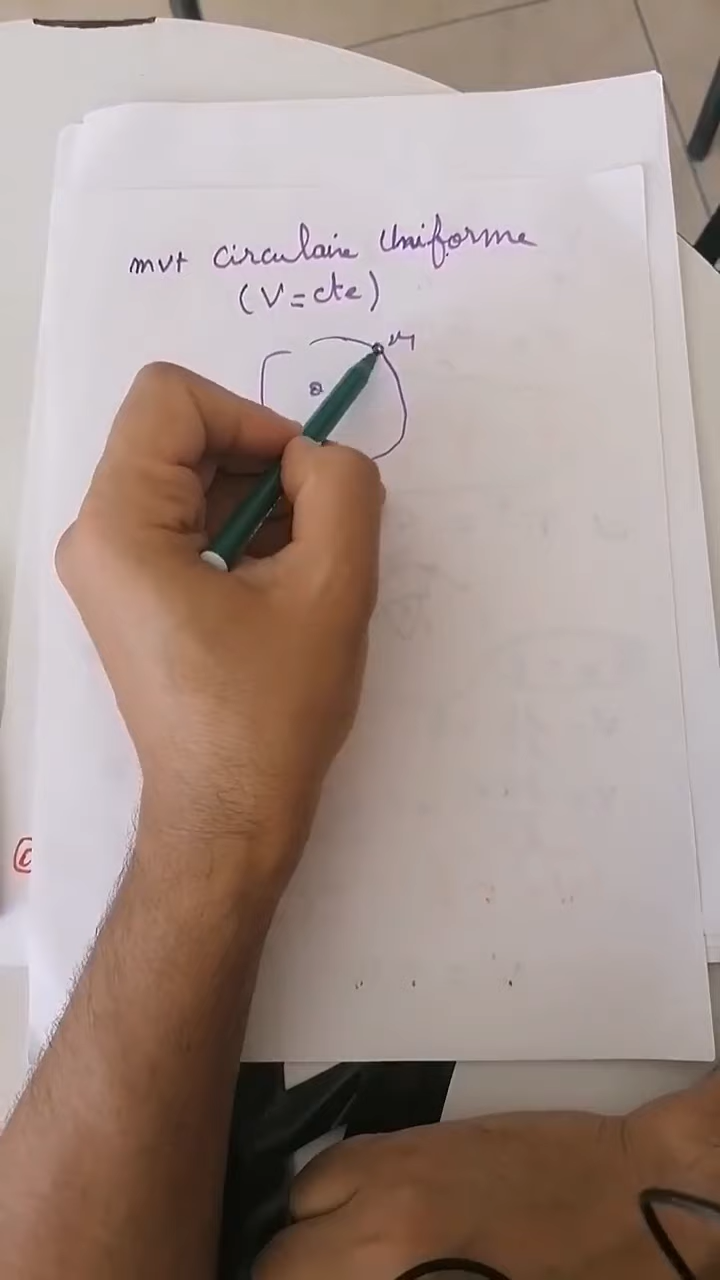 mvt circulaire Uniforme
(V = cte)
M